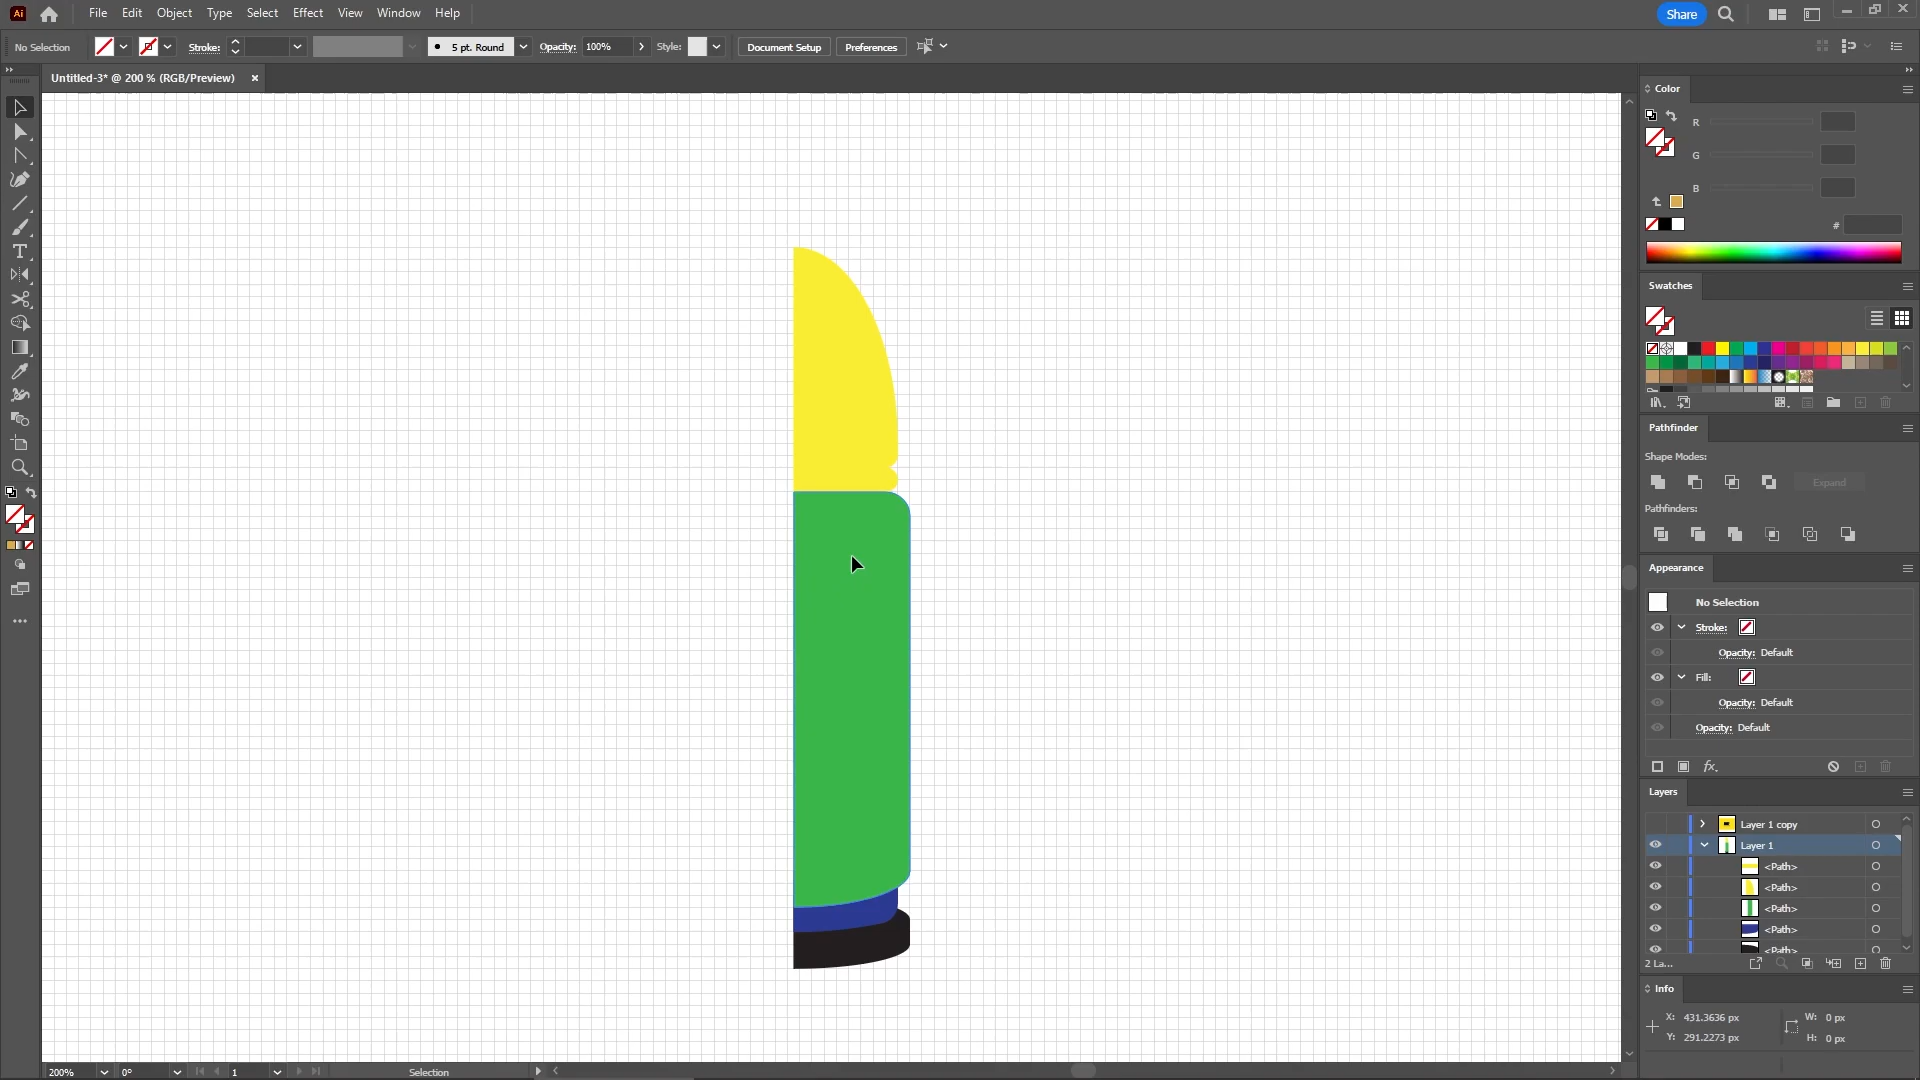 Ai File Edit Object Type Select Effect View Window Help Share
No Selection Stroke: 5 pt. Round Opacity: 100% Style: Document Setup Preferences
Untitled-3* @ 200 % (RGB/Preview)
Color
R
G
B
#
Swatches
Pathfinder
Shape Modes:
Expand
Pathfinders:
Appearance
No Selection
Stroke:
Opacity: Default
Fill:
Opacity: Default
Opacity: Default
fx
Layers
Layer 1 copy
Layer 1
<Path>
<Path>
<Path>
<Path>
<Path>
2 La...
Info
X: 431.3636 px W: 0 px
Y: 291.2273 px H: 0 px
200% 0° 1 Selection